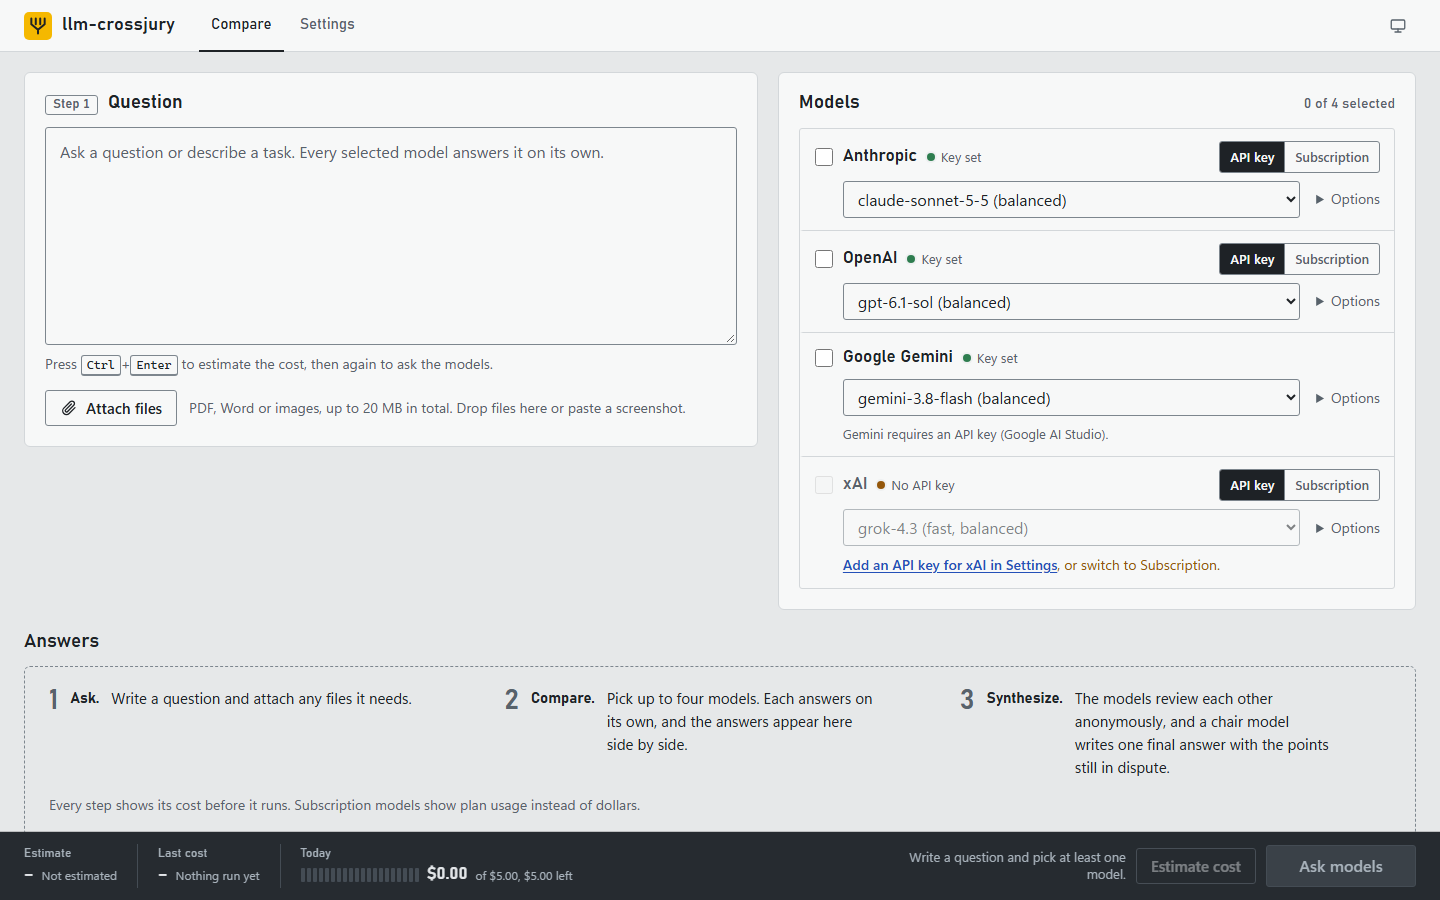 llm-crossjury
Compare
Settings
Step 1
Question
Ask a question or describe a task. Every selected model answers it on its own.
Press Ctrl+Enter to estimate the cost, then again to ask the models.
Attach files
PDF, Word or images, up to 20 MB in total. Drop files here or paste a screenshot.
Models
0 of 4 selected
Anthropic
Key set
API key
Subscription
claude-sonnet-5-5 (balanced)
Options
OpenAI
Key set
API key
Subscription
gpt-6.1-sol (balanced)
Options
Google Gemini
Key set
gemini-3.8-flash (balanced)
Options
Gemini requires an API key (Google AI Studio).
xAI
No API key
API key
Subscription
grok-4.3 (fast, balanced)
Options
Add an API key for xAI in Settings, or switch to Subscription.
Answers
1 Ask. Write a question and attach any files it needs.
2 Compare. Pick up to four models. Each answers on
its own, and the answers appear here
side by side.
3 Synthesize. The models review each other
anonymously, and a chair model
writes one final answer with the points
still in dispute.
Every step shows its cost before it runs. Subscription models show plan usage instead of dollars.
Estimate
– Not estimated
Last cost
– Nothing run yet
Today
$0.00 of $5.00, $5.00 left
Write a question and pick at least one
model.
Estimate cost
Ask models